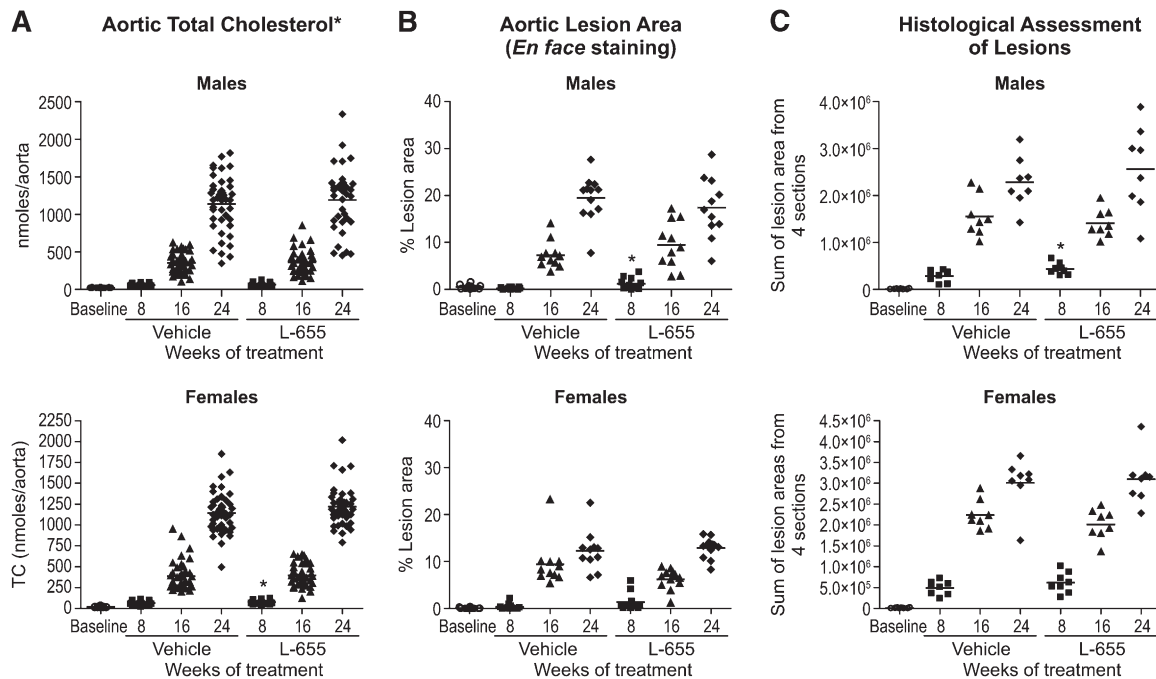 A Aortic Total Cholesterol*
Males
nmoles/aorta
2500
2000
1500
1000
500
0
Baseline 8 16 24 8 16 24
Vehicle L-655
Weeks of treatment
Females
TC (nmoles/aorta)
2250
2000
1750
1500
1250
1000
750
500
250
0
*
Baseline 8 16 24 8 16 24
Vehicle L-655
Weeks of treatment
B Aortic Lesion Area
(En face staining)
Males
% Lesion area
40
30
20
10
0
*
Baseline 8 16 24 8 16 24
Vehicle L-655
Weeks of treatment
Females
% Lesion area
40
30
20
10
0
Baseline 8 16 24 8 16 24
Vehicle L-655
Weeks of treatment
C Histological Assessment
of Lesions
Males
Sum of lesion area from
4 sections
4.0×10⁶
3.0×10⁶
2.0×10⁶
1.0×10⁶
0
*
Baseline 8 16 24 8 16 24
Vehicle L-655
Weeks of treatment
Females
Sum of lesion areas from
4 sections
4.5×10⁶
4.0×10⁶
3.5×10⁶
3.0×10⁶
2.5×10⁶
2.0×10⁶
1.5×10⁶
1.0×10⁶
5.0×10⁵
0
Baseline 8 16 24 8 16 24
Vehicle L-655
Weeks of treatment